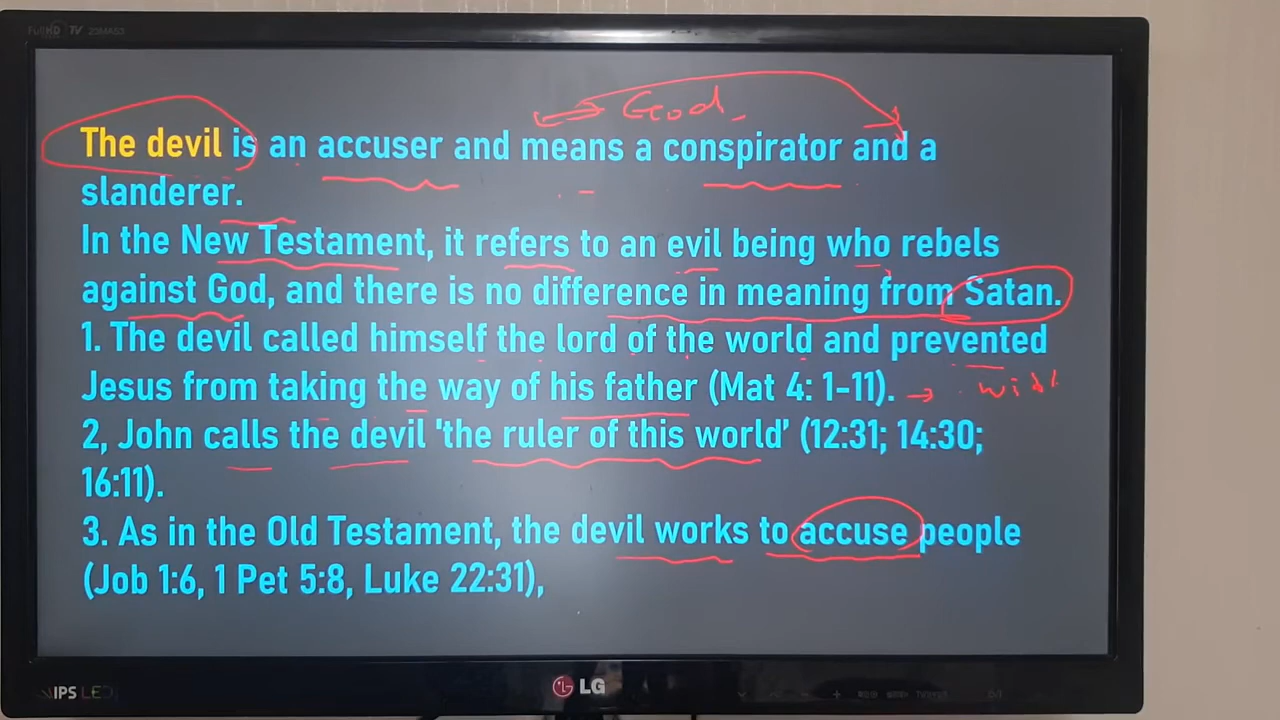 FullHD TV 23MA53
God
The devil is an accuser and means a conspirator and a
slanderer.
In the New Testament, it refers to an evil being who rebels
against God, and there is no difference in meaning from Satan.
1. The devil called himself the lord of the world and prevented
Jesus from taking the way of his father (Mat 4: 1-11).
2, John calls the devil 'the ruler of this world' (12:31; 14:30;
16:11).
3. As in the Old Testament, the devil works to accuse people
(Job 1:6, 1 Pet 5:8, Luke 22:31),
IPS LED LG